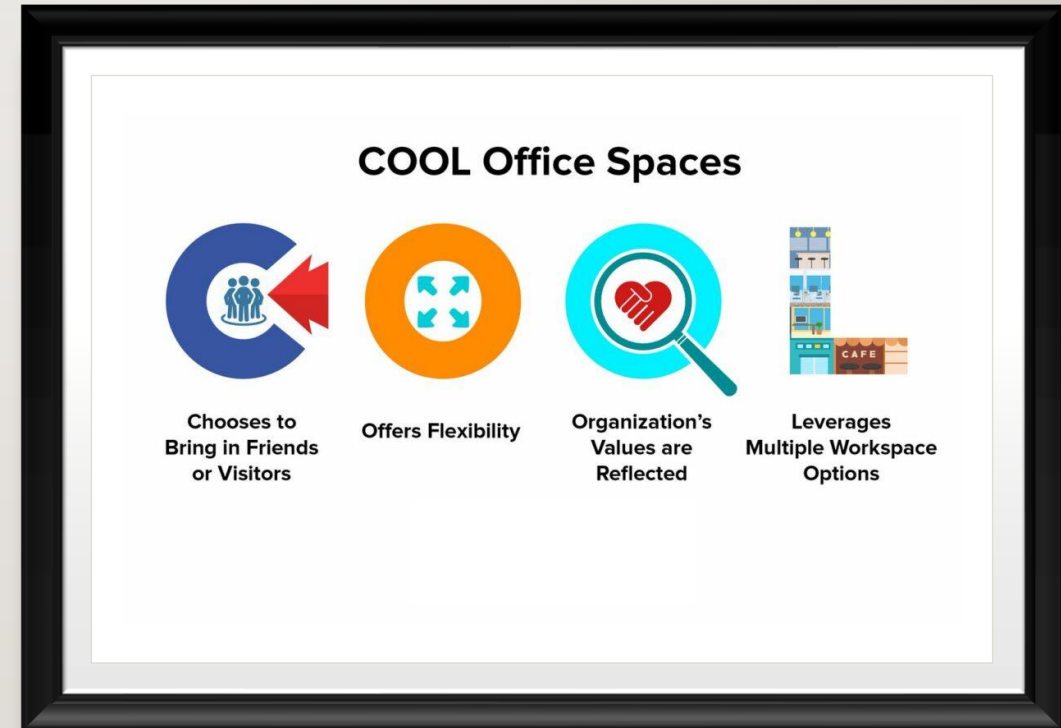 COOL Office Spaces
Chooses to
Bring in Friends
or Visitors
Offers Flexibility
Organization's
Values are
Reflected
CAFE
Leverages
Multiple Workspace
Options